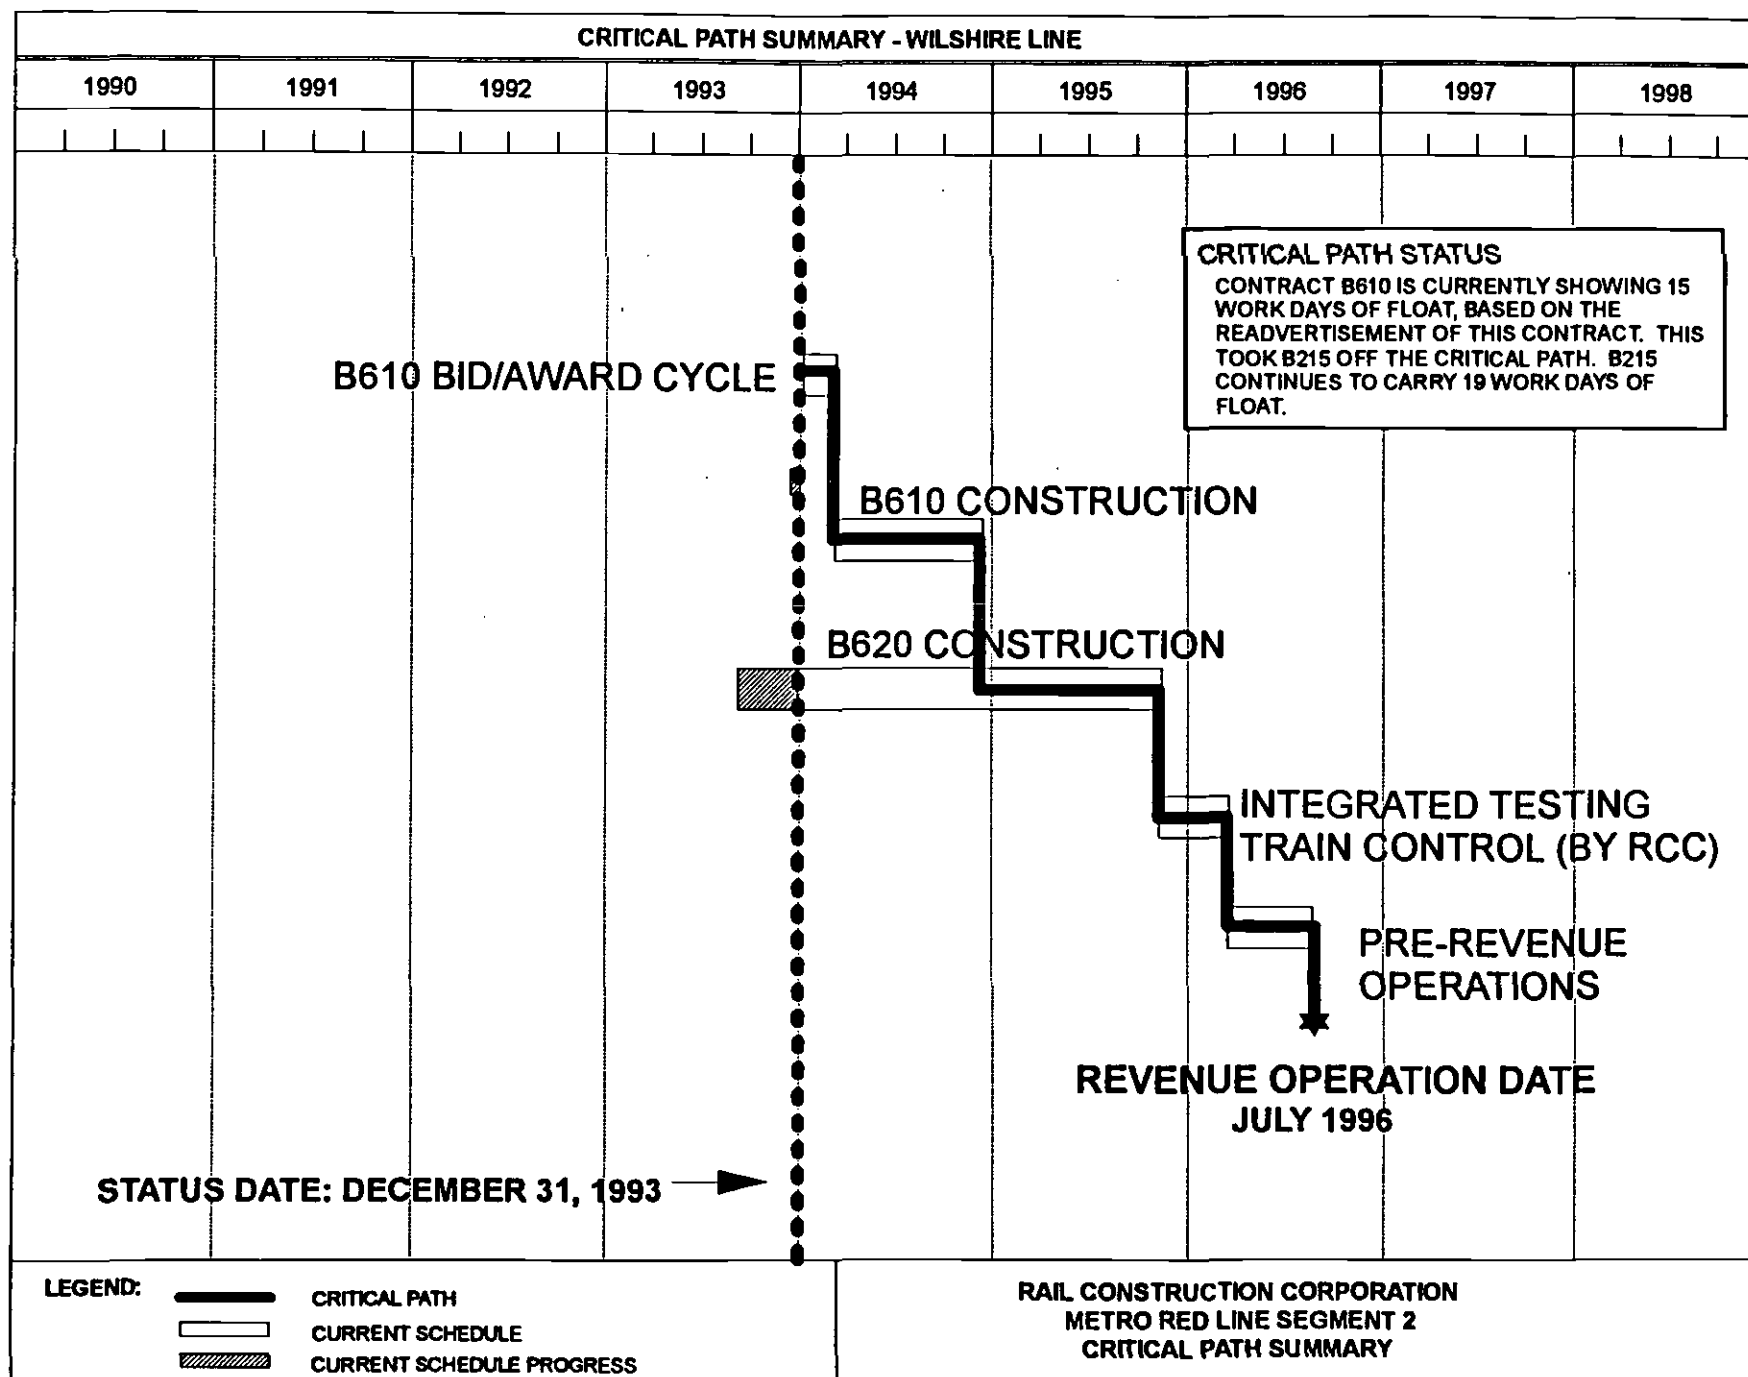 CRITICAL PATH SUMMARY - WILSHIRE LINE
1990 1991 1992 1993 1994 1995 1996 1997 1998
CRITICAL PATH STATUS
CONTRACT B610 IS CURRENTLY SHOWING 15
WORK DAYS OF FLOAT, BASED ON THE
READVERTISEMENT OF THIS CONTRACT. THIS
TOOK B215 OFF THE CRITICAL PATH. B215
CONTINUES TO CARRY 19 WORK DAYS OF
FLOAT.
B610 BID/AWARD CYCLE
B610 CONSTRUCTION
B620 CONSTRUCTION
INTEGRATED TESTING
TRAIN CONTROL (BY RCC)
PRE-REVENUE
OPERATIONS
REVENUE OPERATION DATE
JULY 1996
STATUS DATE: DECEMBER 31, 1993
LEGEND:
CRITICAL PATH
CURRENT SCHEDULE
CURRENT SCHEDULE PROGRESS
RAIL CONSTRUCTION CORPORATION
METRO RED LINE SEGMENT 2
CRITICAL PATH SUMMARY